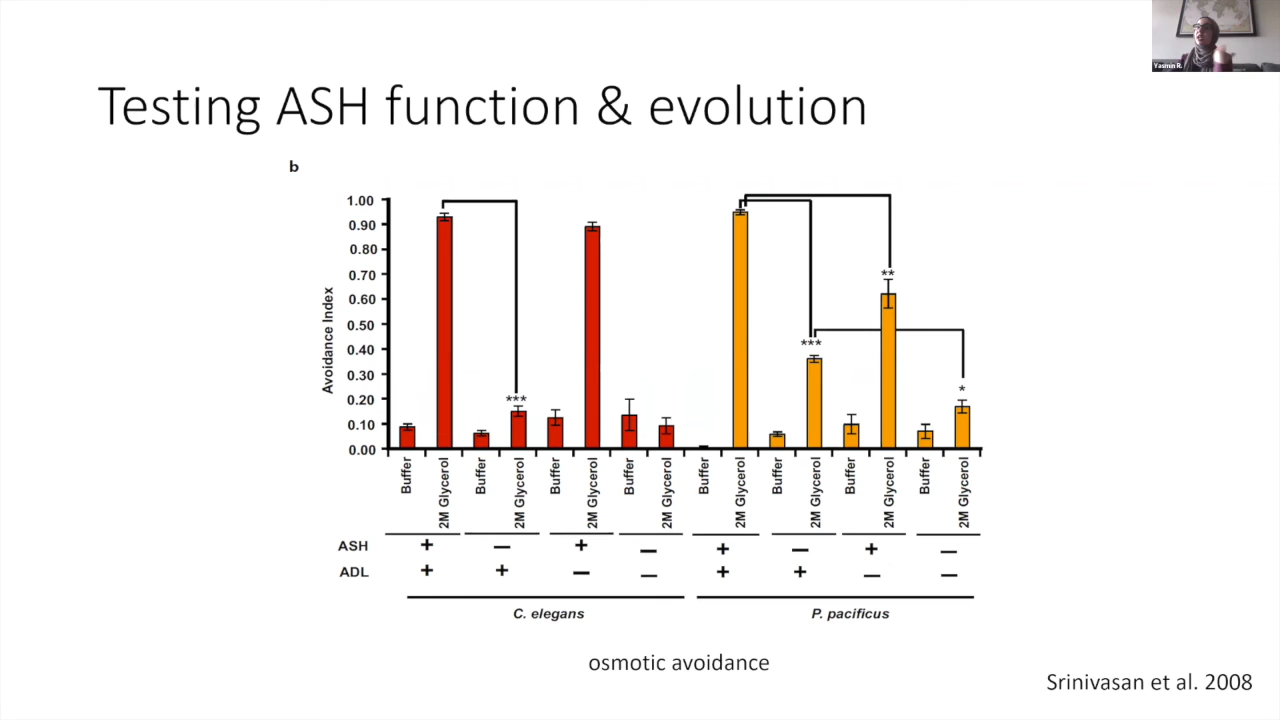 Yasmin R.
Testing ASH function & evolution
b
Avoidance Index
1.00
0.90
0.80
0.70
0.60
0.50
0.40
0.30
0.20
0.10
0.00
***
***
**
*
Buffer
2M Glycerol
Buffer
2M Glycerol
Buffer
2M Glycerol
Buffer
2M Glycerol
Buffer
2M Glycerol
Buffer
2M Glycerol
Buffer
2M Glycerol
Buffer
2M Glycerol
ASH + − + − + − + −
ADL + + − − + + − −
C. elegans P. pacificus
osmotic avoidance
Srinivasan et al. 2008